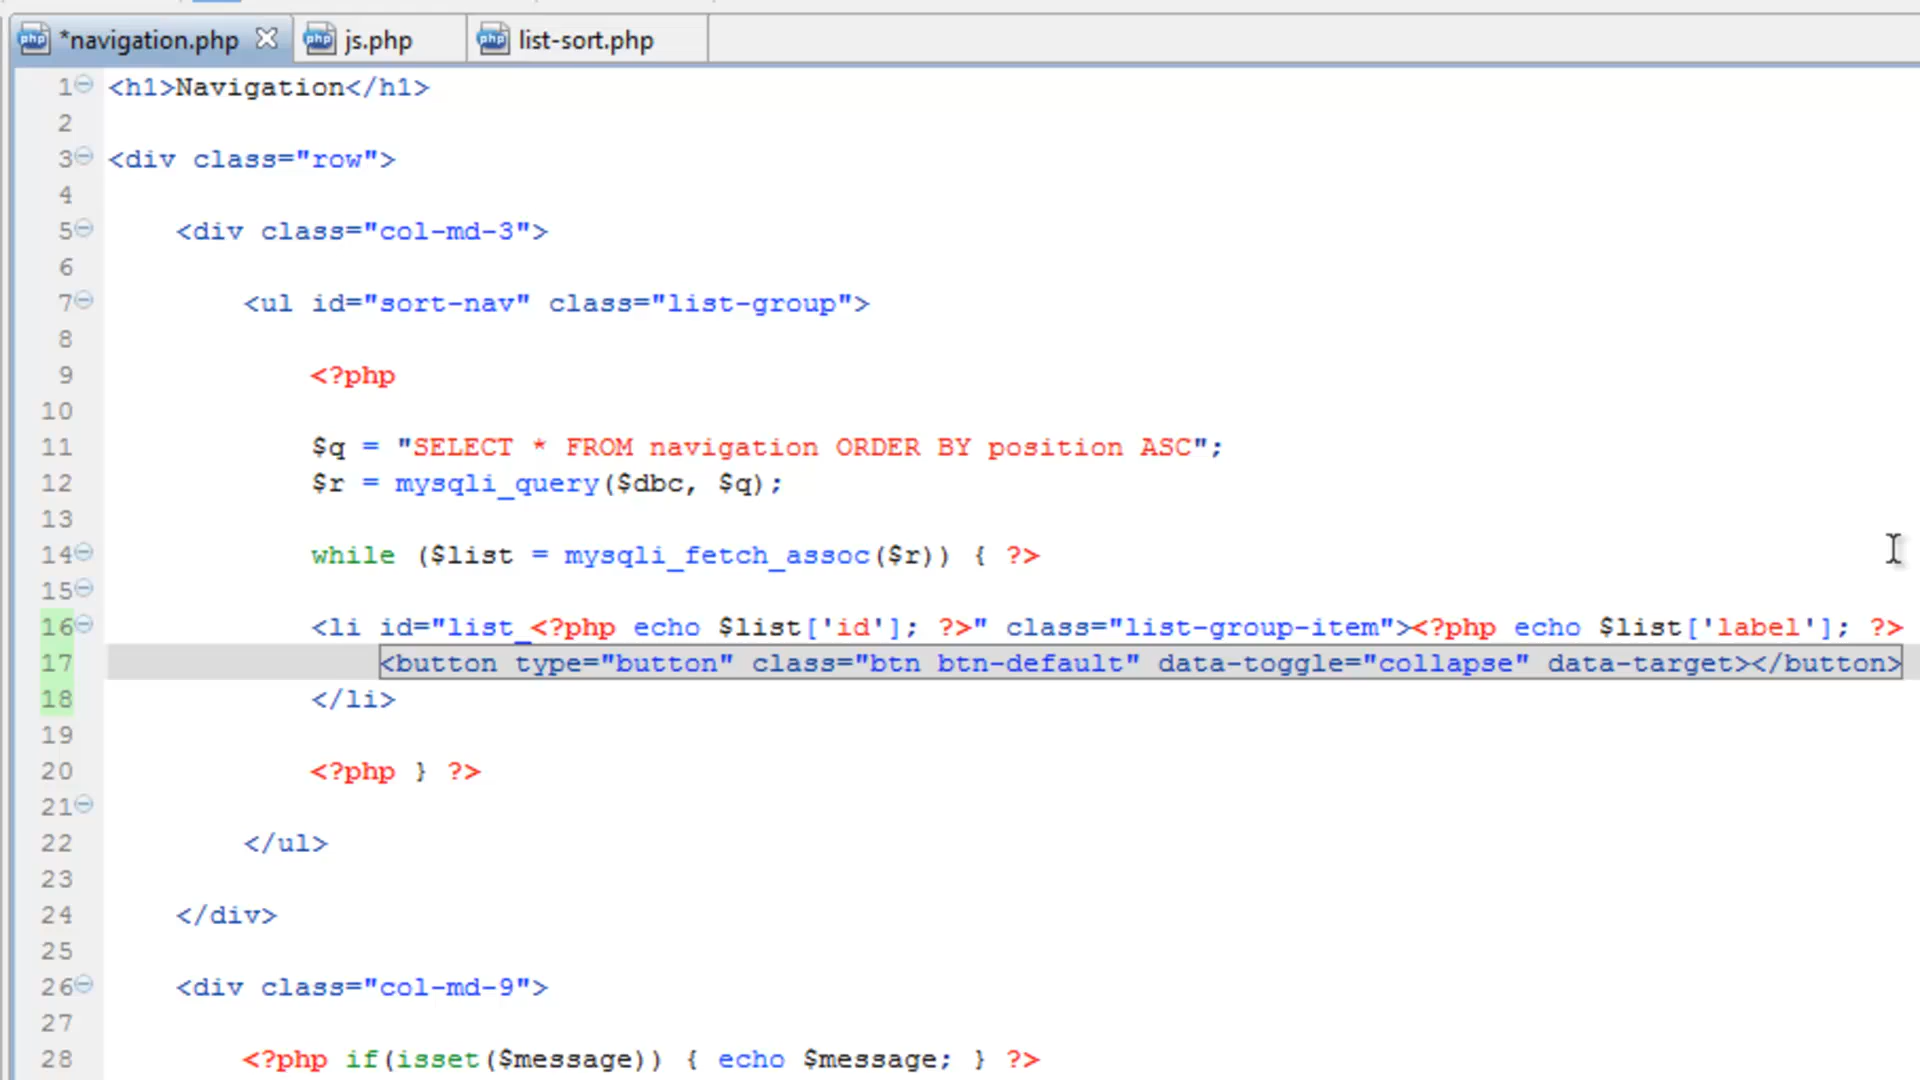 *navigation.php
js.php
list-sort.php
1 <h1>Navigation</h1>
2
3 <div class="row">
4
5 <div class="col-md-3">
6
7 <ul id="sort-nav" class="list-group">
8
9 <?php
10
11 $q = "SELECT * FROM navigation ORDER BY position ASC";
12 $r = mysqli_query($dbc, $q);
13
14 while ($list = mysqli_fetch_assoc($r)) { ?>
15
16 <li id="list_<?php echo $list['id']; ?>" class="list-group-item"><?php echo $list['label']; ?>
17 <button type="button" class="btn btn-default" data-toggle="collapse" data-target></button>
18 </li>
19
20 <?php } ?>
21
22 </ul>
23
24 </div>
25
26 <div class="col-md-9">
27
28 <?php if(isset($message)) { echo $message; } ?>